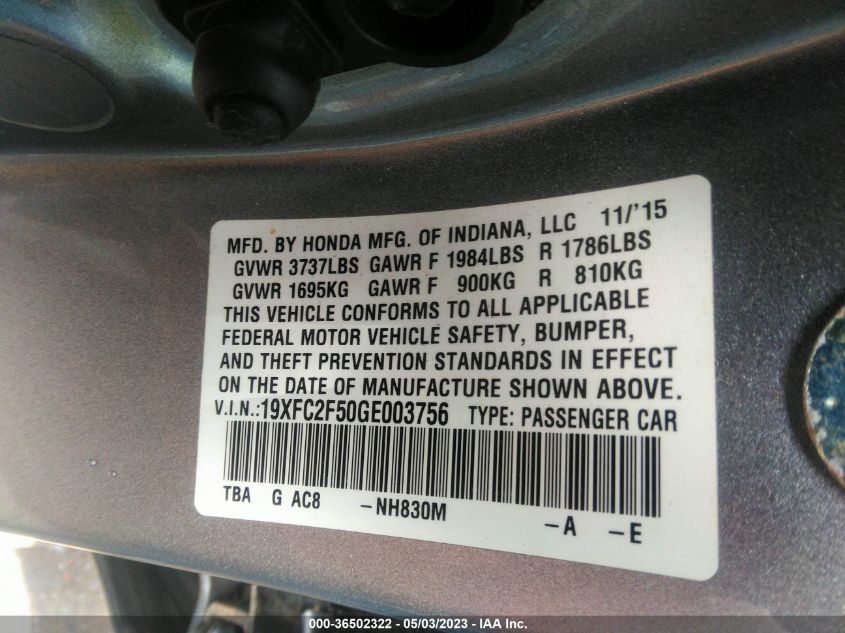 MFD. BY HONDA MFG. OF INDIANA, LLC 11/'15
GVWR 3737LBS GAWR F 1984LBS R 1786LBS
GVWR 1695KG GAWR F 900KG R 810KG
THIS VEHICLE CONFORMS TO ALL APPLICABLE
FEDERAL MOTOR VEHICLE SAFETY, BUMPER,
AND THEFT PREVENTION STANDARDS IN EFFECT
ON THE DATE OF MANUFACTURE SHOWN ABOVE.
V.I.N.:19XFC2F50GE003756 TYPE: PASSENGER CAR
TBA G AC8 -NH830M -A -E
000-36502322 - 05/03/2023 - IAA Inc.